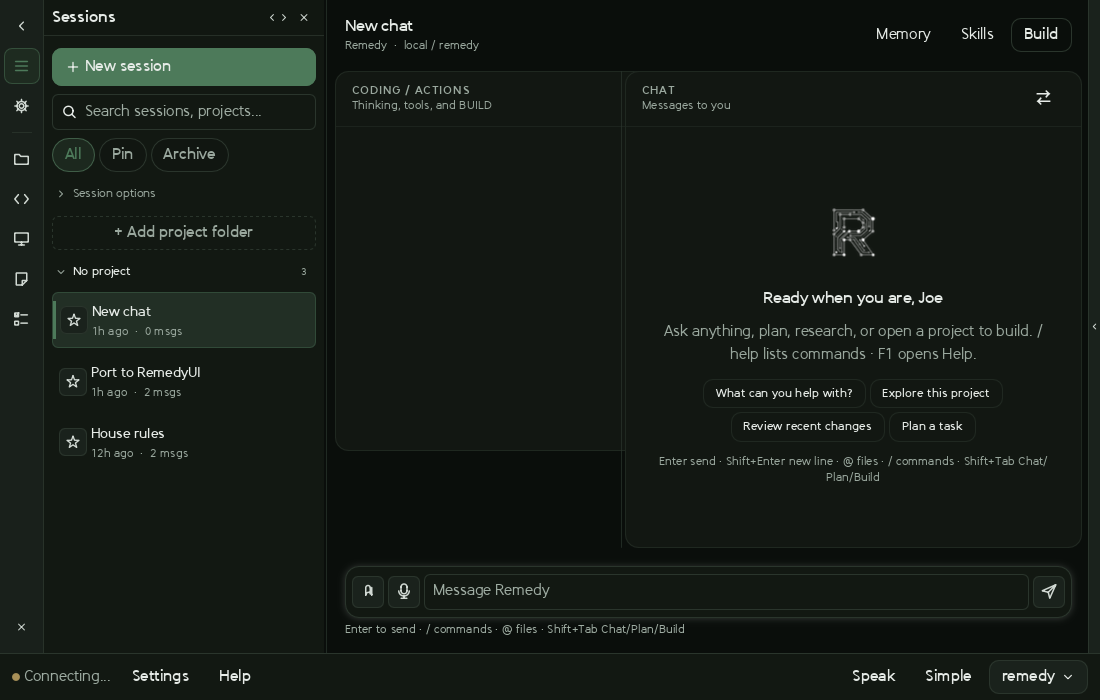 Sessions
New session
Search sessions, projects...
All
Pin
Archive
Session options
+ Add project folder
No project
3
New chat
1h ago · 0 msgs
Port to RemedyUI
1h ago · 2 msgs
House rules
12h ago · 2 msgs
New chat
Remedy · local / remedy
Memory
Skills
Build
CODING / ACTIONS
Thinking, tools, and BUILD
CHAT
Messages to you
Ready when you are, Joe
Ask anything, plan, research, or open a project to build. /
help lists commands · F1 opens Help.
What can you help with?
Explore this project
Review recent changes
Plan a task
Enter send · Shift+Enter new line · @ files · / commands · Shift+Tab Chat/
Plan/Build
Message Remedy
Enter to send · / commands · @ files · Shift+Tab Chat/Plan/Build
Connecting...
Settings
Help
Speak
Simple
remedy